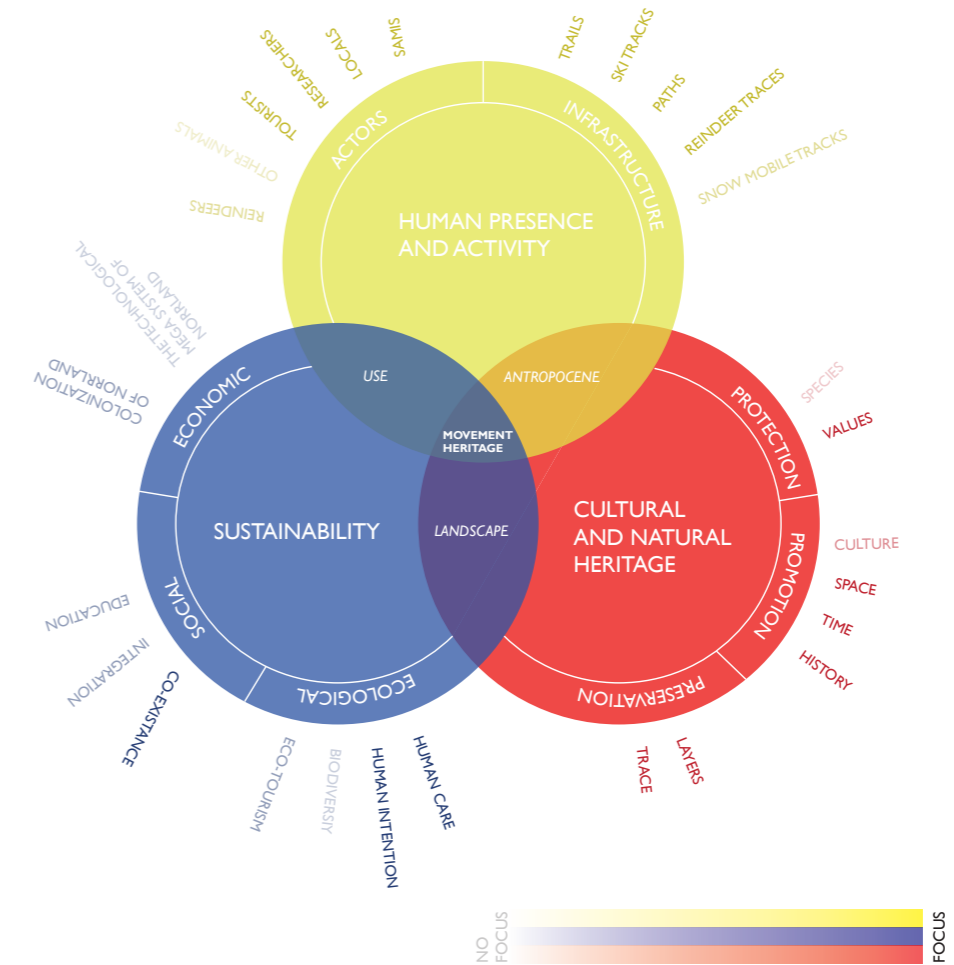 SAMIS
LOCALS
RESEARCHERS
TOURISTS
OTHER ANIMALS
REINDEERS
TRAILS
SKI TRACKS
PATHS
REINDEER TRACES
SNOW MOBILE TRACKS
ACTORS
INFRASTRUCTURE
HUMAN PRESENCE
AND ACTIVITY
THE TECHNOLOGICAL
MEGA SYSTEM OF
NORRLAND
COLONIZATION
OF NORRLAND
ECONOMIC
USE
ANTROPOCENE
MOVEMENT
HERITAGE
PROTECTION
SPECIES
VALUES
SUSTAINABILITY
LANDSCAPE
CULTURAL
AND NATURAL
HERITAGE
PROMOTION
CULTURE
SPACE
TIME
HISTORY
SOCIAL
EDUCATION
INTEGRATION
CO-EXISTANCE
ECOLOGICAL
ECO-TOURISM
BIODIVERSIY
HUMAN INTENTION
HUMAN CARE
PRESERVATION
TRACE
LAYERS
NO
FOCUS
FOCUS